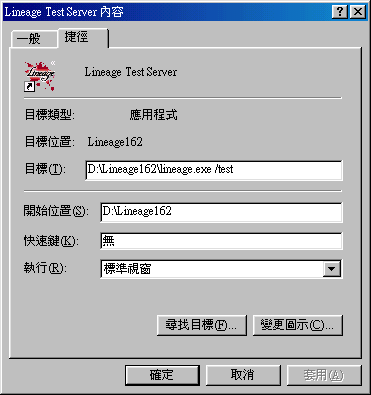 Lineage Test Server 內容
一般
捷徑
Lineage
Lineage Test Server
目標類型: 應用程式
目標位置: Lineage162
目標(T): D:\Lineage162\lineage.exe /test
開始位置(S): D:\Lineage162
快速鍵(K): 無
執行(R): 標準視窗
尋找目標(F)... 變更圖示(C)...
確定 取消 套用(A)